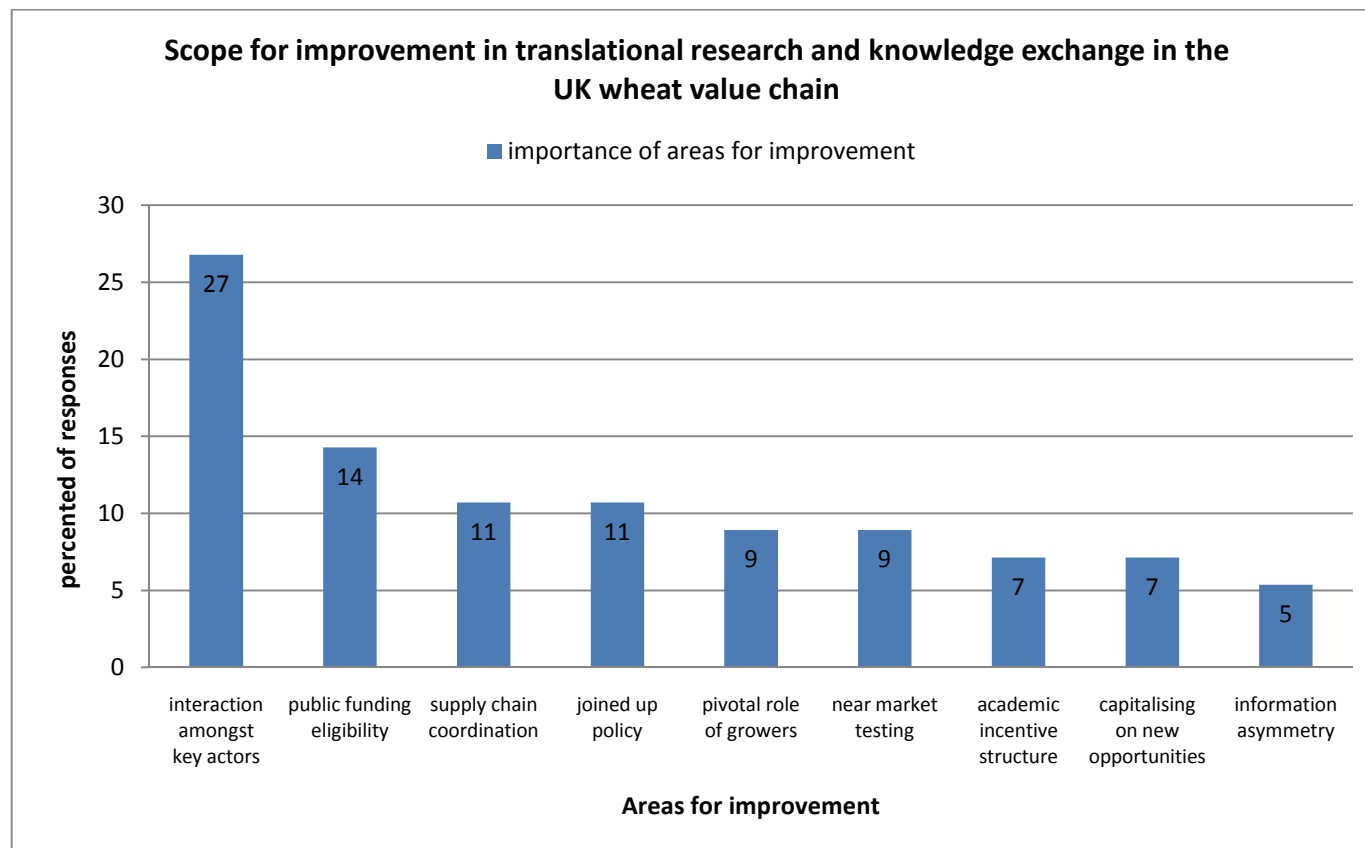 Scope for improvement in translational research and knowledge exchange in the
UK wheat value chain
importance of areas for improvement
percented of responses
30
25
20
15
10
5
0
27
14
11
11
9
9
7
7
5
interaction
amongst
key actors
public funding
eligibility
supply chain
coordination
joined up
policy
pivotal role
of growers
near market
testing
academic
incentive
structure
capitalising
on new
opportunities
information
asymmetry
Areas for improvement